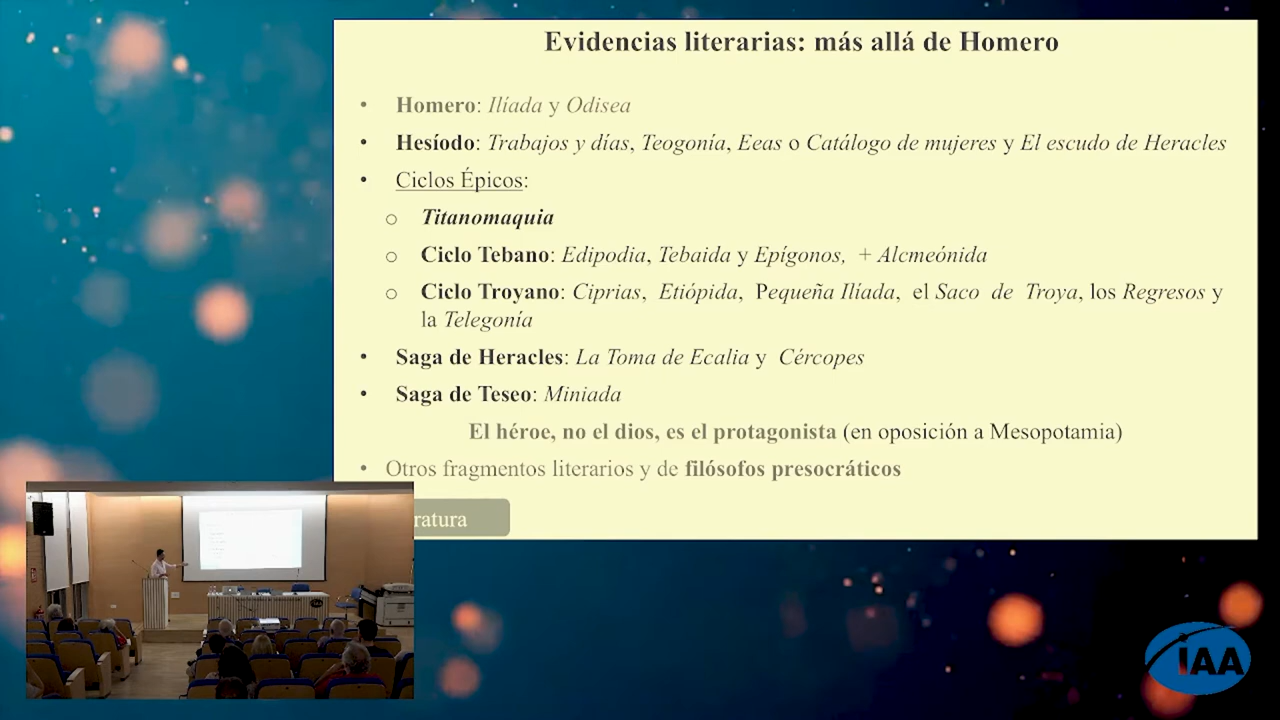 Evidencias literarias: más allá de Homero
• Homero: Ilíada y Odisea
• Hesíodo: Trabajos y días, Teogonía, Eeas o Catálogo de mujeres y El escudo de Heracles
• Ciclos Épicos:
o Titanomaquia
o Ciclo Tebano: Edipodia, Tebaida y Epígonos, + Alcmeónida
o Ciclo Troyano: Ciprias, Etiópida, Pequeña Ilíada, el Saco de Troya, los Regresos y
la Telegonía
• Saga de Heracles: La Toma de Ecalia y Cércopes
• Saga de Teseo: Miniada
El héroe, no el dios, es el protagonista (en oposición a Mesopotamia)
• Otros fragmentos literarios y de filósofos presocráticos
ratura
iAA